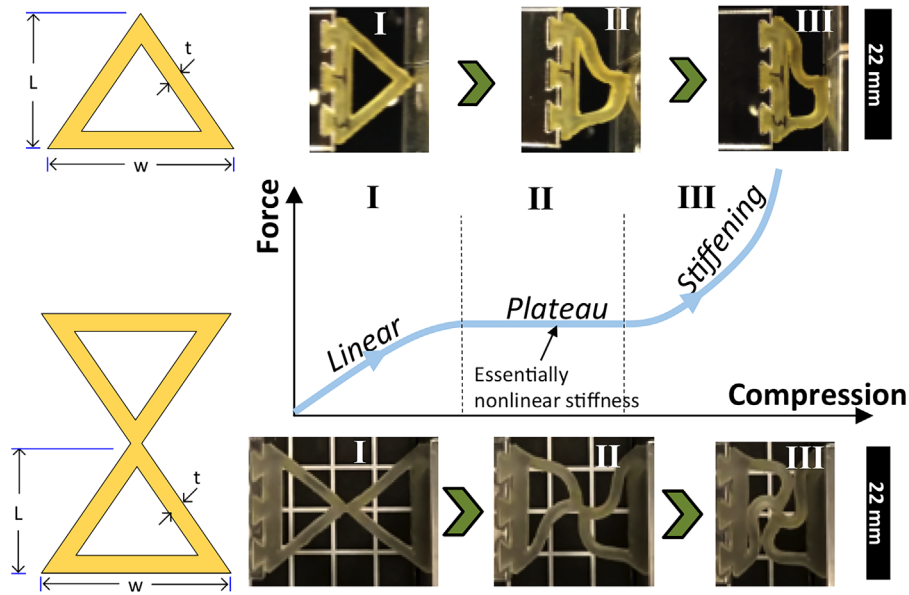 I
II
III
t
L
w
22 mm
Force
I
II
III
Linear
Plateau
Stiffening
Essentially
nonlinear stiffness
Compression
I
II
III
t
L
w
22 mm